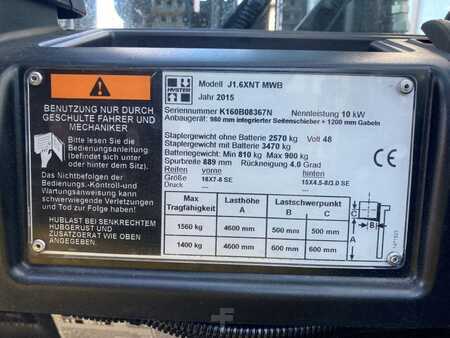 HYSTER
Modell J1.6XNT MWB
Jahr 2015
Seriennummer K160B08367N Nennleistung 10 kW
Anbaugerät: 980 mm integrierter Seitenschieber + 1200 mm Gabeln
BENUTZUNG NUR DURCH
GESCHULTE FAHRER UND
MECHANIKER
Bitte lesen Sie die
Bedienungsanleitung
(befindet sich unter
oder hinter dem Sitz).
Das Nichtbefolgen der
Bedienungs.-Kontroll-und
Wartungsanweisung kann
schwerwiegende Verletzungen
und Tod zur Folge haben!
HUBLAST BEI SENKRECHTEM
HUBGERUEST UND
ZUSATZGERÄT WIE OBEN
ANGEGEBEN.
Staplergewicht ohne Batterie 2570 kg Volt 48
Staplergewicht mit Batterie 3470 kg
Batteriegewicht: Min 810 kg Max 900 kg
Spurbreite 889 mm Rückneigung 4.0 Grad
Reifen vorne hinten
Größe 18X7-8 SE 15X4.5-8/3.0 SE
Druck ... ...
Max Tragfähigkeit Lasthöhe A Lastschwerpunkt B C
1560 kg 4600 mm 500 mm 500 mm
1400 kg 4600 mm 600 mm 600 mm
C
B
A